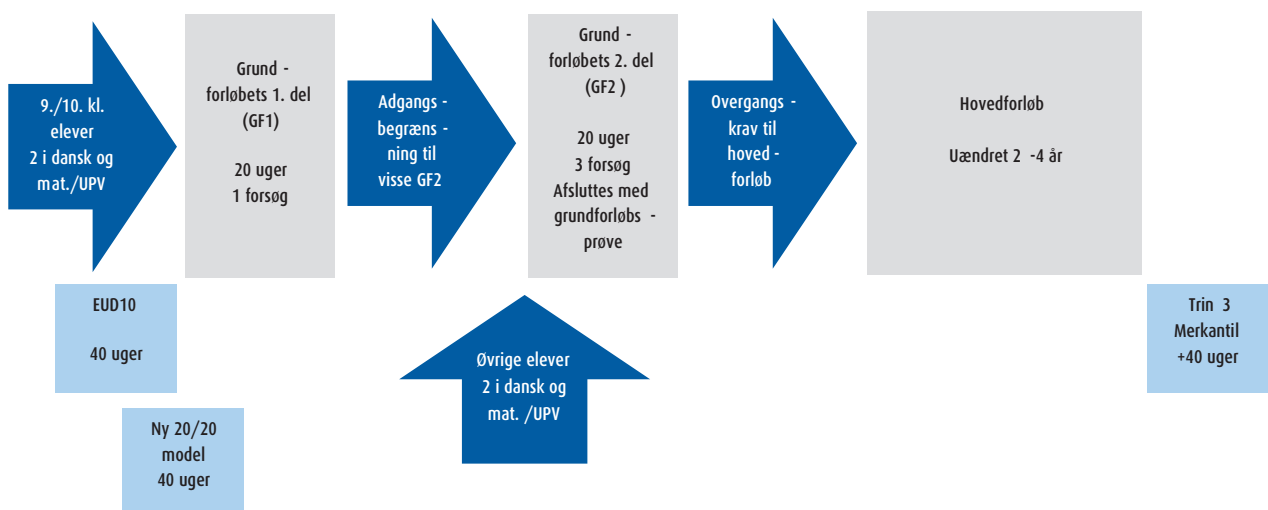 9./10. kl.
elever
2 i dansk og
mat./UPV
Grund -
forløbets 1. del
(GF1)
20 uger
1 forsøg
Adgangs -
begræns -
ning til
visse GF2
Grund -
forløbets 2. del
(GF2 )
20 uger
3 forsøg
Afsluttes med
grundforløbs -
prøve
Overgangs -
krav til
hoved -
forløb
Hovedforløb
Uændret 2 -4 år
EUD10
40 uger
Ny 20/20
model
40 uger
Øvrige elever
2 i dansk og
mat. /UPV
Trin 3
Merkantil
+40 uger